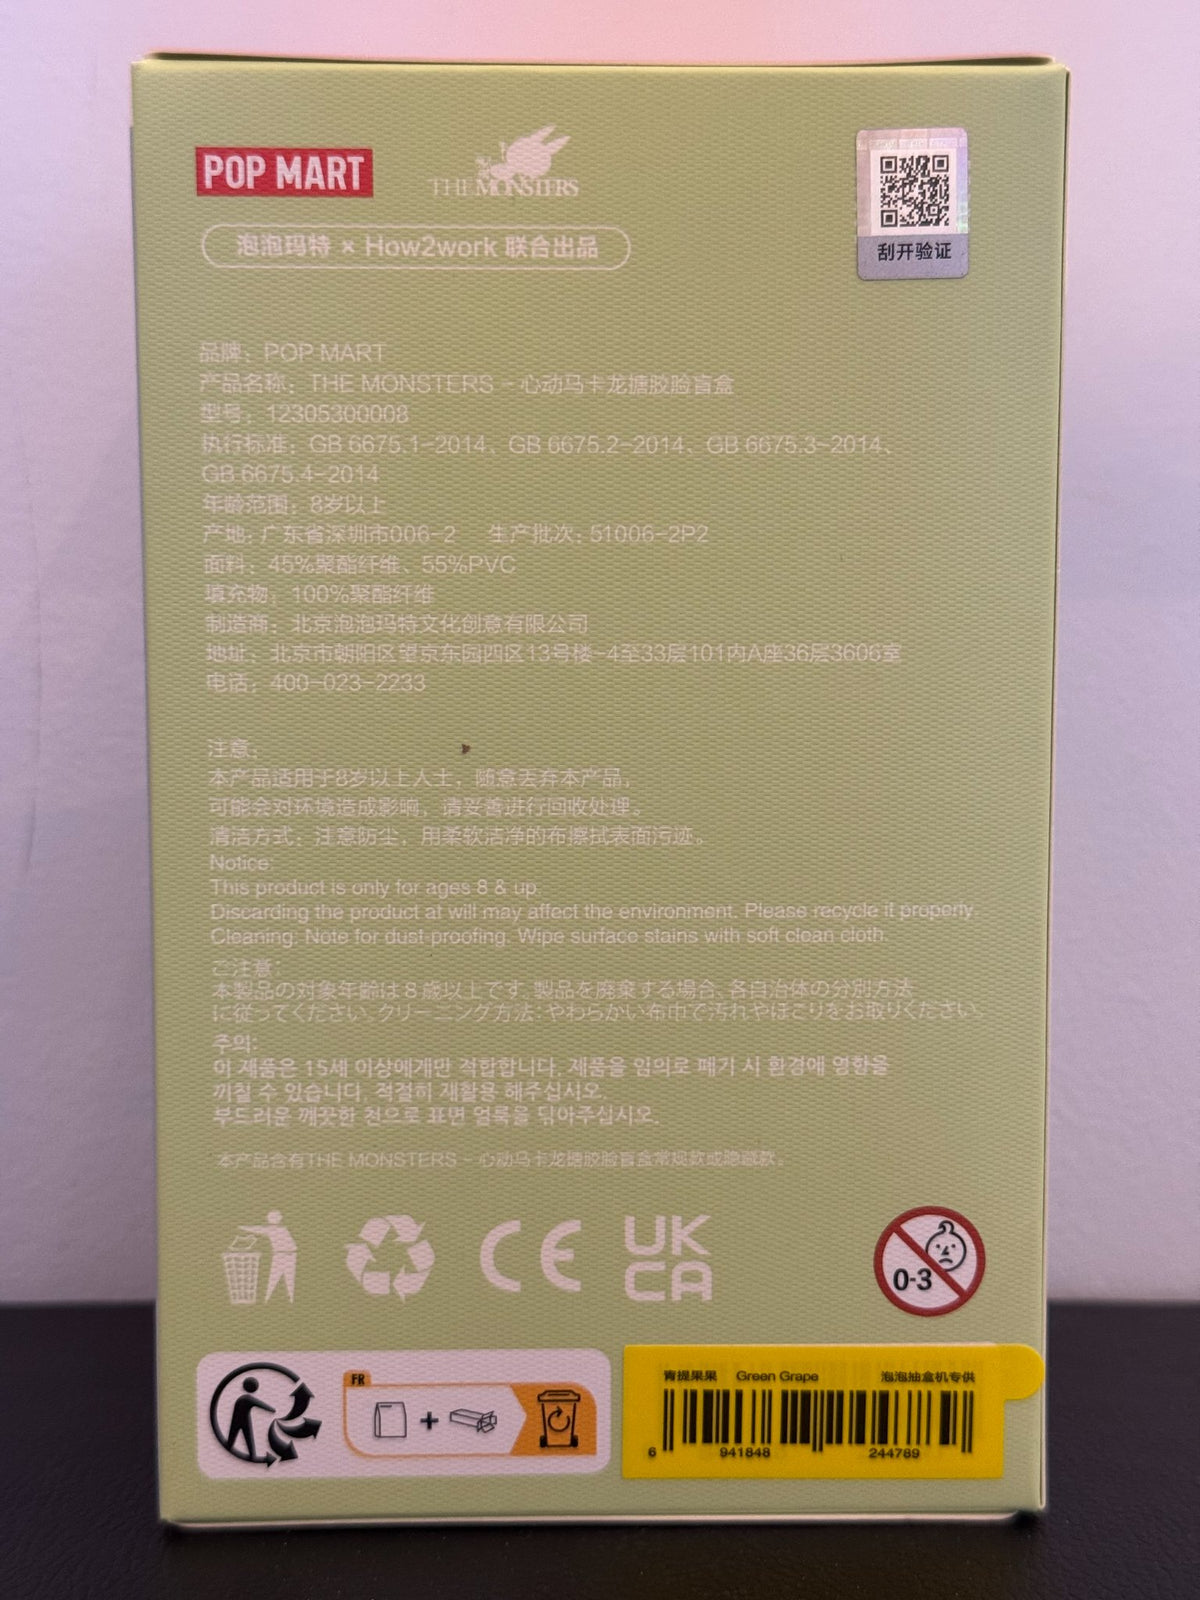 POP MART
THE MONSTERS
泡泡玛特 × How2work 联合出品
刮开验证
品牌：POP MART
产品名称：THE MONSTERS - 心动马卡龙搪胶脸盲盒
型号：12305300008
执行标准：GB 6675.1-2014、GB 6675.2-2014、GB 6675.3-2014、
GB 6675.4-2014
年龄范围：8岁以上
产地：广东省深圳市006-2 生产批次：51006-2P2
面料：45%聚酯纤维、55%PVC
填充物：100%聚酯纤维
制造商：北京泡泡玛特文化创意有限公司
地址：北京市朝阳区望京东园四区13号楼-4至33层101内A座36层3606室
电话：400-023-2233
注意：
本产品适用于8岁以上人士，随意丢弃本产品，
可能会对环境造成影响，请妥善进行回收处理。
清洁方式：注意防尘，用柔软洁净的布擦拭表面污迹。
Notice:
This product is only for ages 8 & up.
Discarding the product at will may affect the environment. Please recycle it properly.
Cleaning: Note for dust-proofing. Wipe surface stains with soft clean cloth.
ご注意：
本製品の対象年齢は8歳以上です。製品を廃棄する場合、各自治体の分別方法
に従ってください。クリーニング方法：やわらかい布巾で汚れやほこりをお取りください。
주의:
이 제품은 15세 이상에게만 적합합니다. 제품을 임의로 폐기 시 환경에 영향을
끼칠 수 있습니다. 적절히 재활용 해주십시오.
부드러운 깨끗한 천으로 표면 얼룩을 닦아주십시오.
本产品含有THE MONSTERS - 心动马卡龙搪胶脸盲盒常规款或隐藏款。
CE
UK
CA
0-3
FR
+
青提果果 Green Grape 泡泡抽盒机专供
6 941848 244789